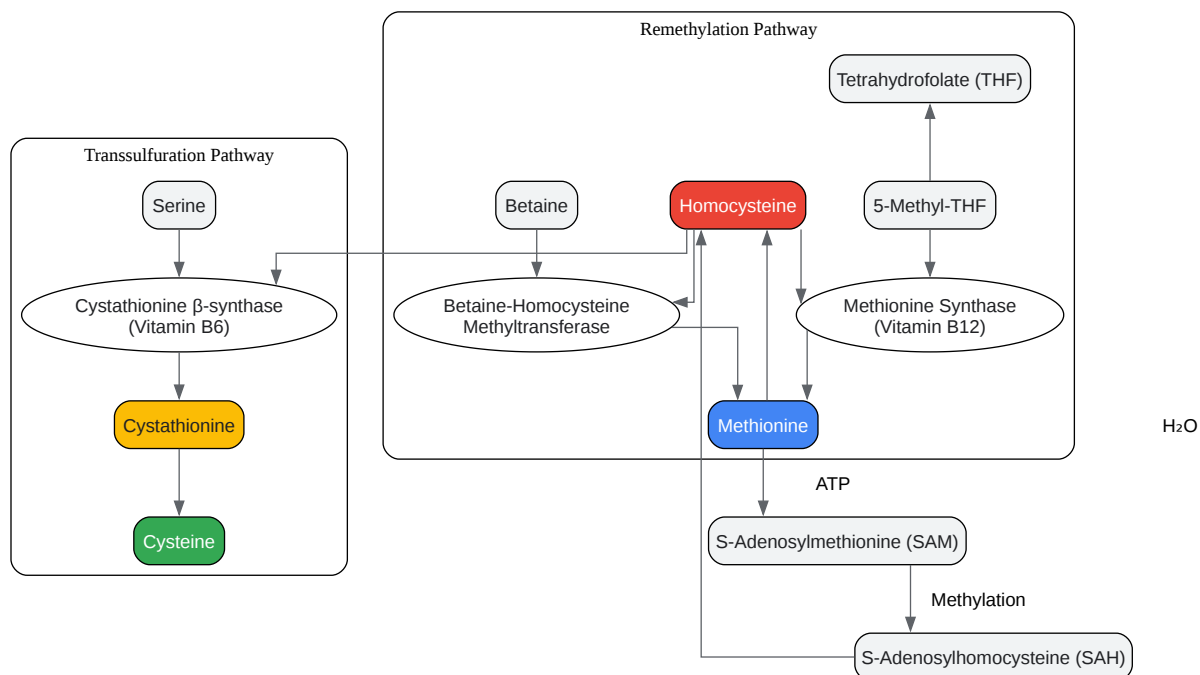 Remethylation Pathway
Tetrahydrofolate (THF)
Transsulfuration Pathway
Serine
Betaine
Homocysteine
5-Methyl-THF
Cystathionine β-synthase
(Vitamin B6)
Betaine-Homocysteine
Methyltransferase
Methionine Synthase
(Vitamin B12)
Cystathionine
Methionine
H₂O
ATP
Cysteine
S-Adenosylmethionine (SAM)
Methylation
S-Adenosylhomocysteine (SAH)